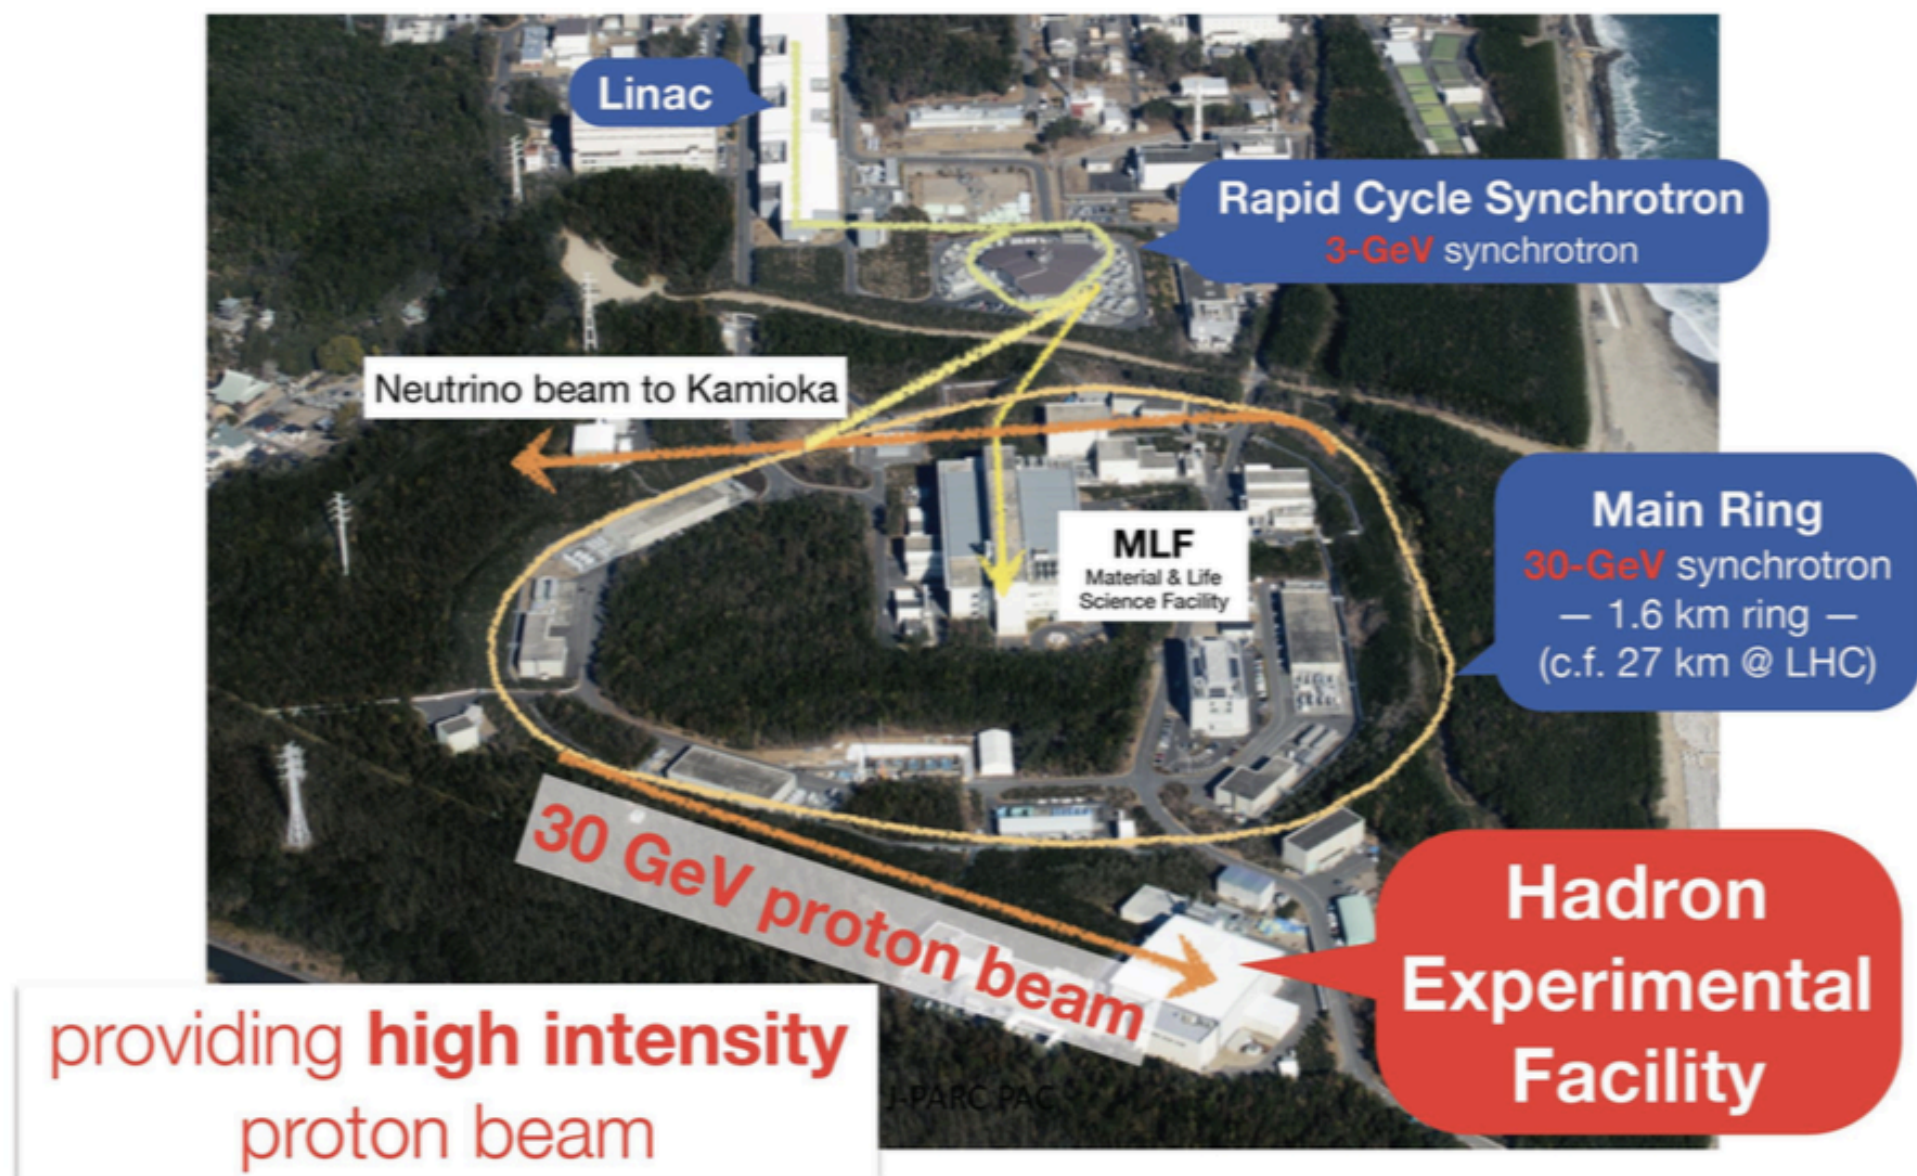 Linac
Rapid Cycle Synchrotron
3-GeV synchrotron
Neutrino beam to Kamioka
MLF
Material & Life
Science Facility
Main Ring
30-GeV synchrotron
— 1.6 km ring —
(c.f. 27 km @ LHC)
30 GeV proton beam
Hadron
Experimental
Facility
providing high intensity
proton beam
J-PARC PAC